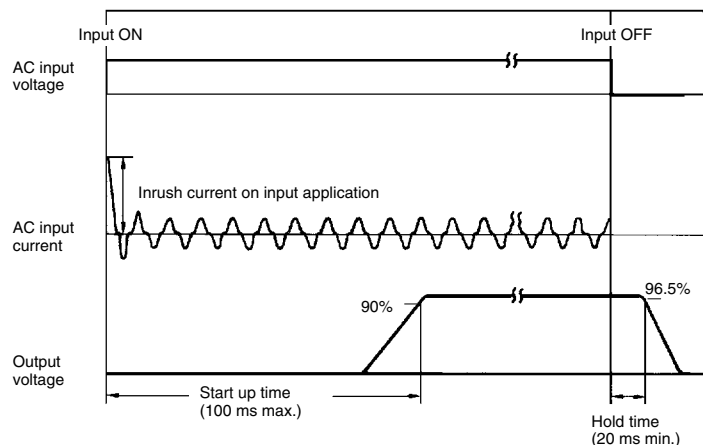 Input ON
Input OFF
AC input
voltage
Inrush current on input application
AC input
current
90%
96.5%
Output
voltage
Start up time
(100 ms max.)
Hold time
(20 ms min.)